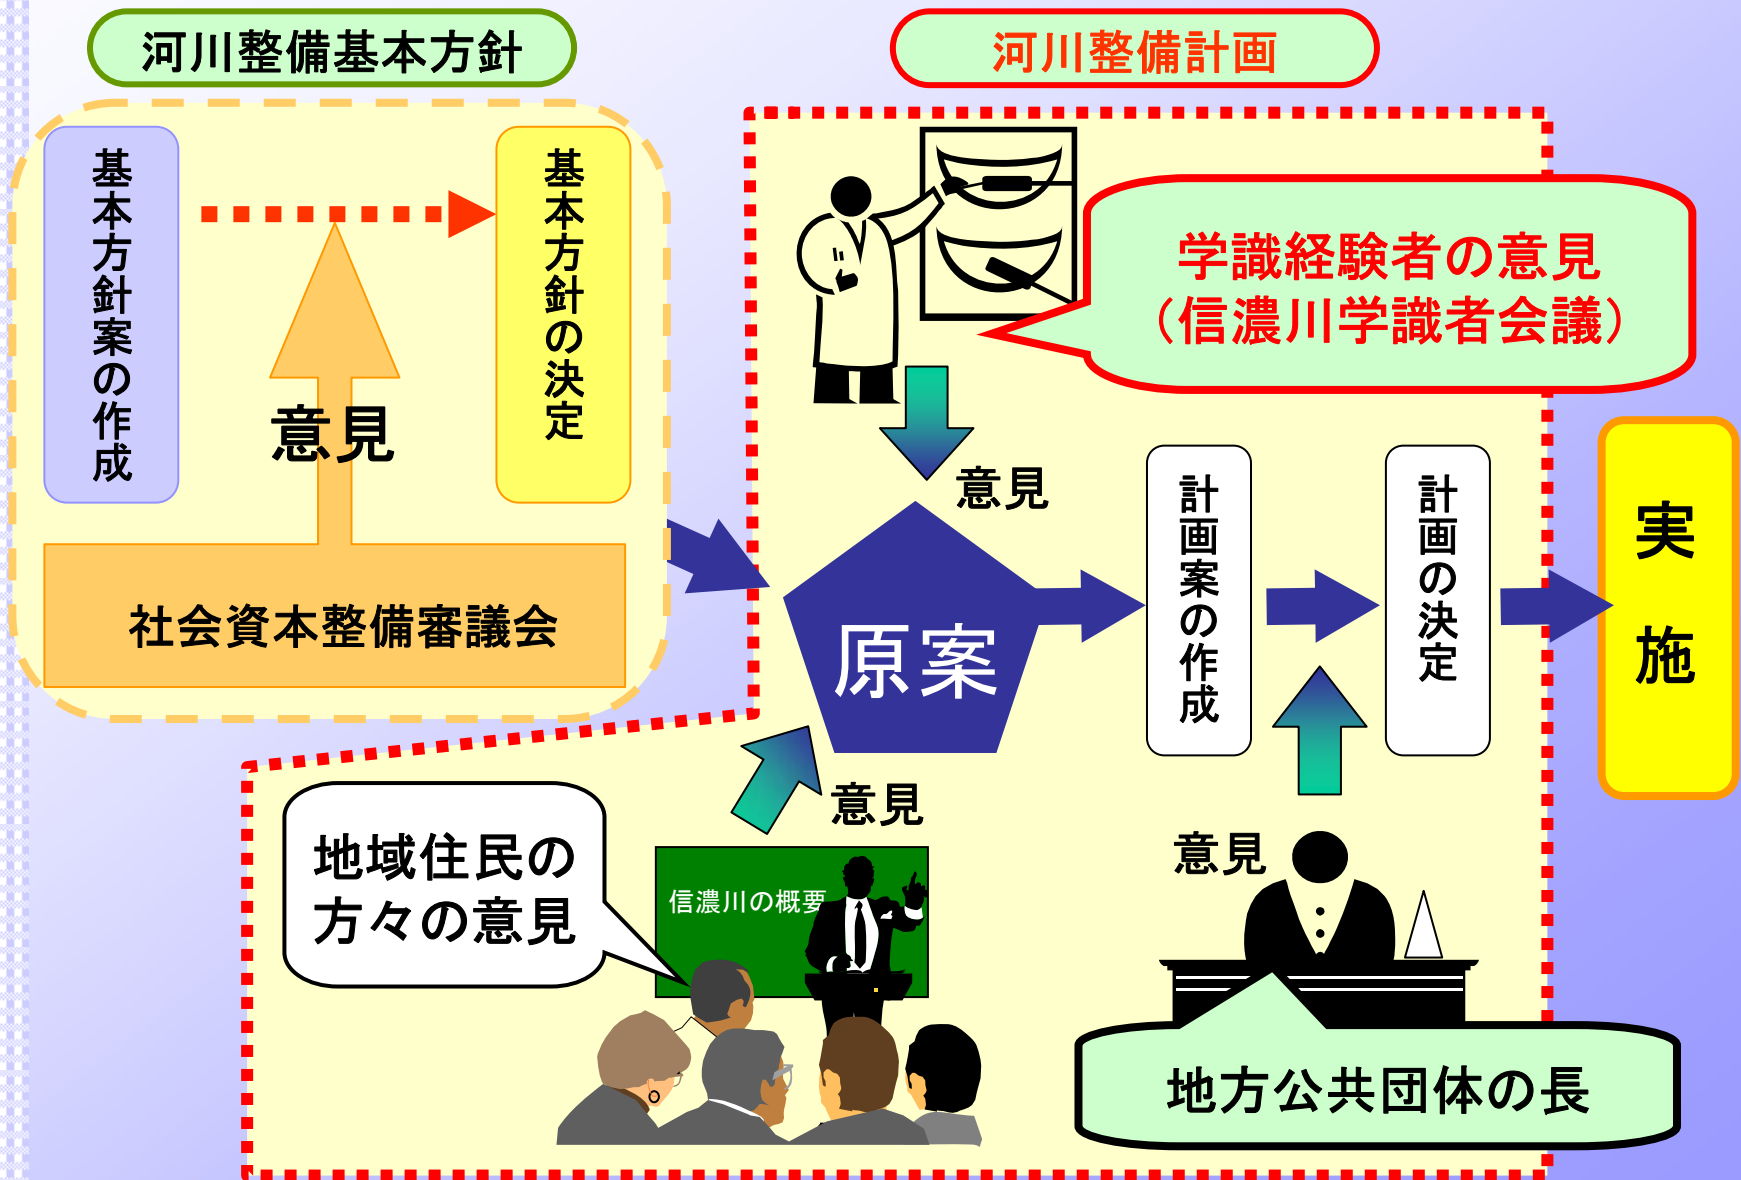 河川整備基本方針
河川整備計画
基本方針案の作成
基本方針の決定
意見
社会資本整備審議会
学識経験者の意見
（信濃川学識者会議）
意見
原案
計画案の作成
計画の決定
実施
意見
地域住民の
方々の意見
信濃川の概要
意見
地方公共団体の長